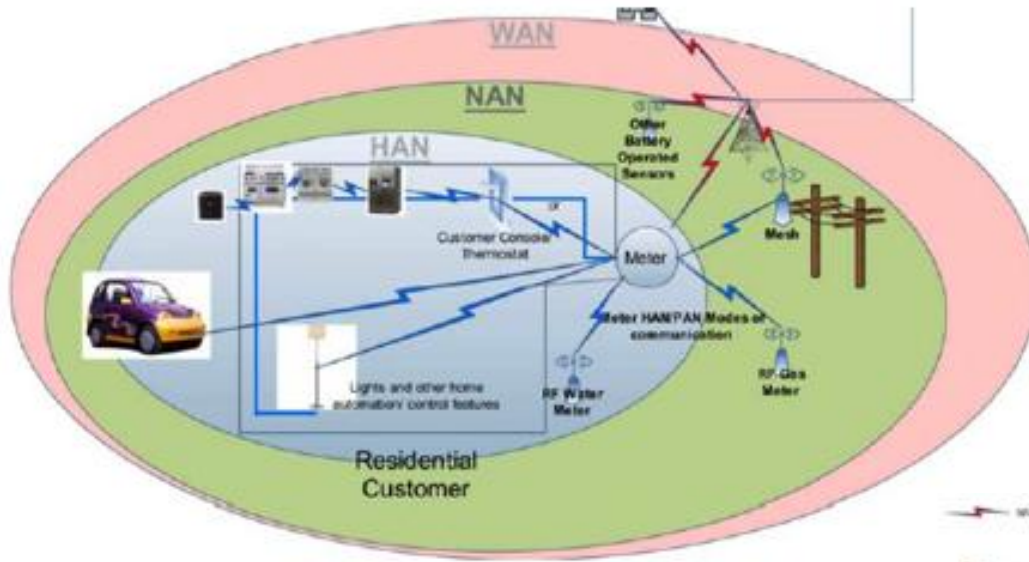 WAN
NAN
HAN
Other
Battery
Operated
Sensors
or
Customer Console/
Thermostat
Meter
Mesh
Meter HAN/PAN Modes of
communication
RF Gas
Meter
RF Water
Meter
Lights and other home
automation/ control features
Residential
Customer